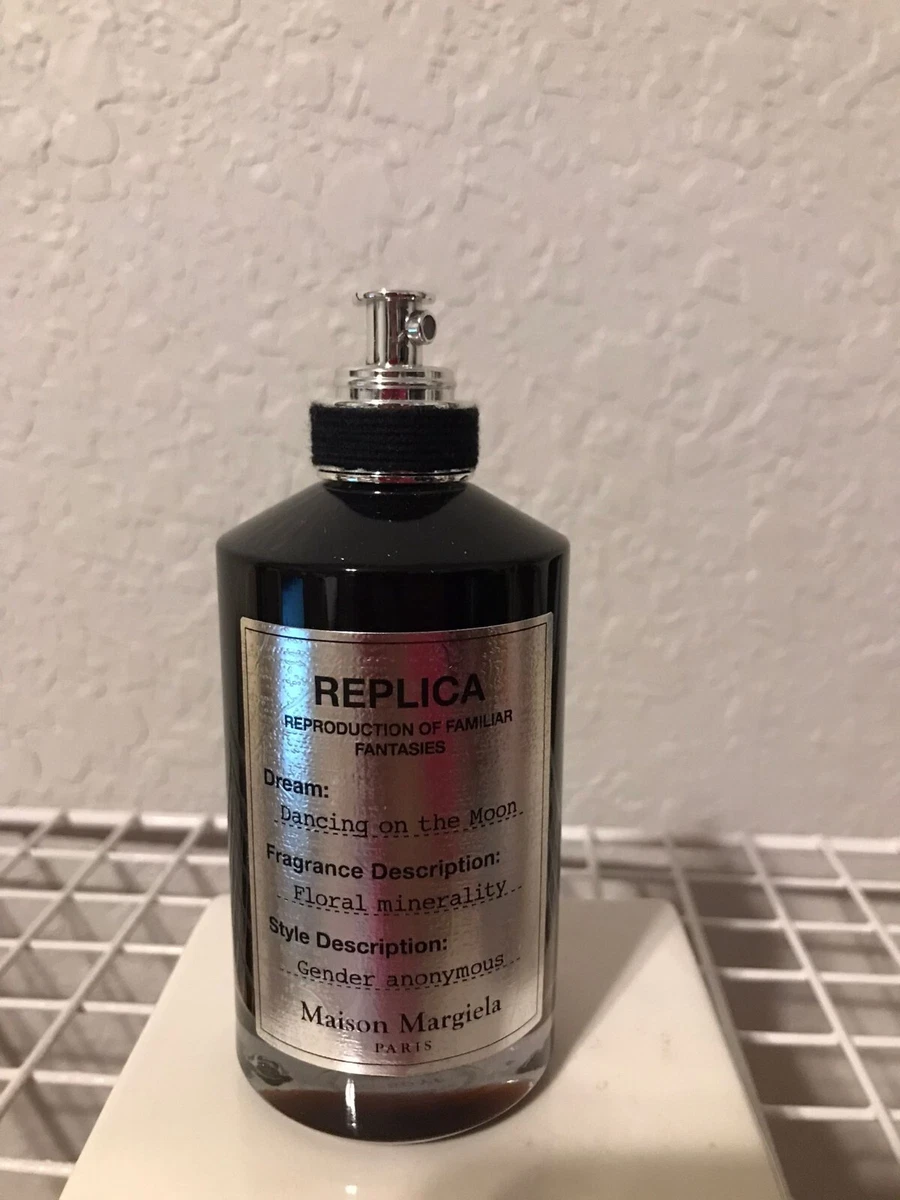 REPLICA
REPRODUCTION OF FAMILIAR
FANTASIES
Dream:
Dancing on the Moon
Fragrance Description:
Floral minerality
Style Description:
Gender anonymous
Maison Margiela
PARIS